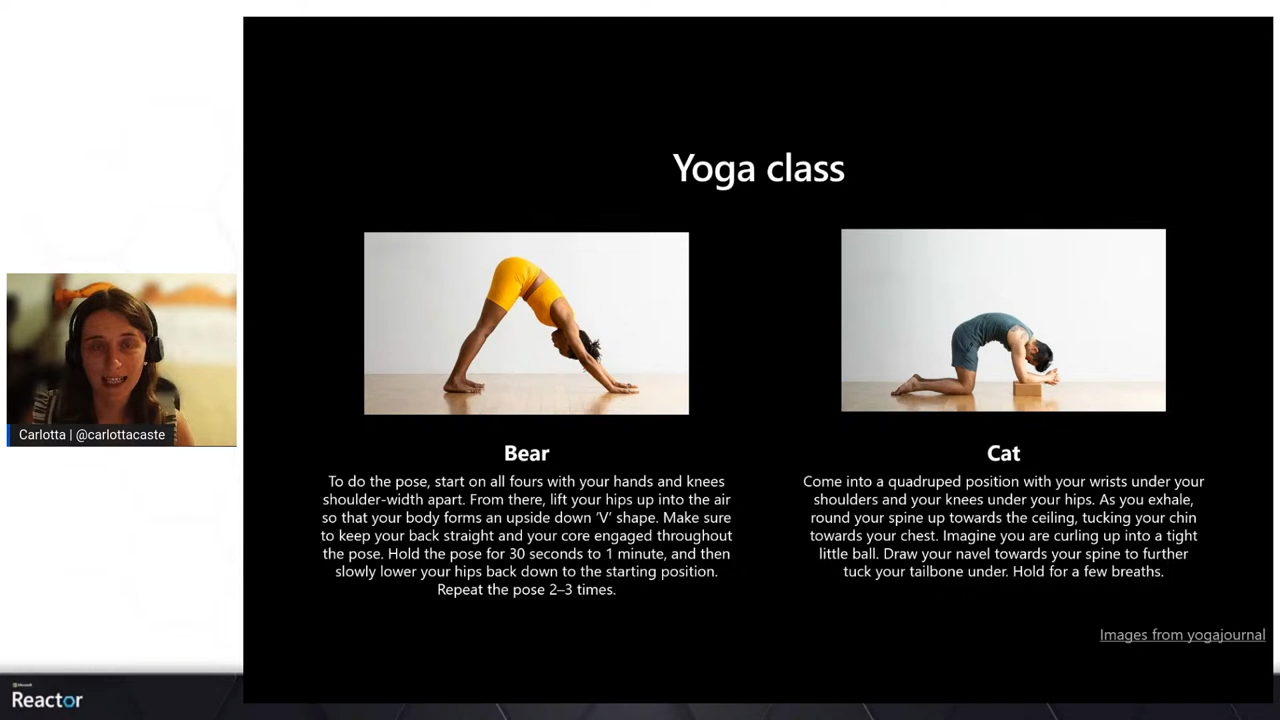 Yoga class
Bear
To do the pose, start on all fours with your hands and knees
shoulder-width apart. From there, lift your hips up into the air
so that your body forms an upside down ‘V’ shape. Make sure
to keep your back straight and your core engaged throughout
the pose. Hold the pose for 30 seconds to 1 minute, and then
slowly lower your hips back down to the starting position.
Repeat the pose 2–3 times.
Cat
Come into a quadruped position with your wrists under your
shoulders and your knees under your hips. As you exhale,
round your spine up towards the ceiling, tucking your chin
towards your chest. Imagine you are curling up into a tight
little ball. Draw your navel towards your spine to further
tuck your tailbone under. Hold for a few breaths.
Images from yogajournal
Carlotta | @carlottacaste
Microsoft
Reactor